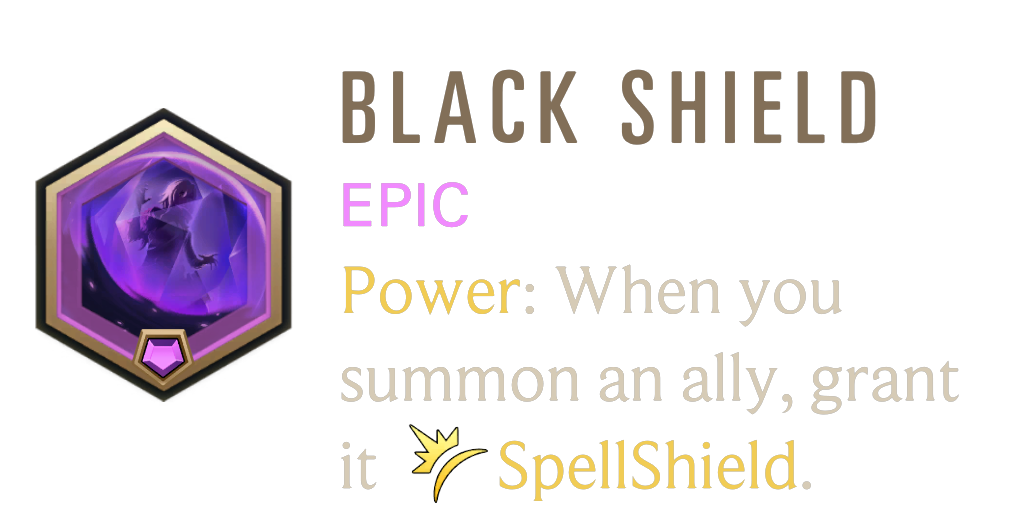 BLACK SHIELD
EPIC
Power: When you
summon an ally, grant
it SpellShield.